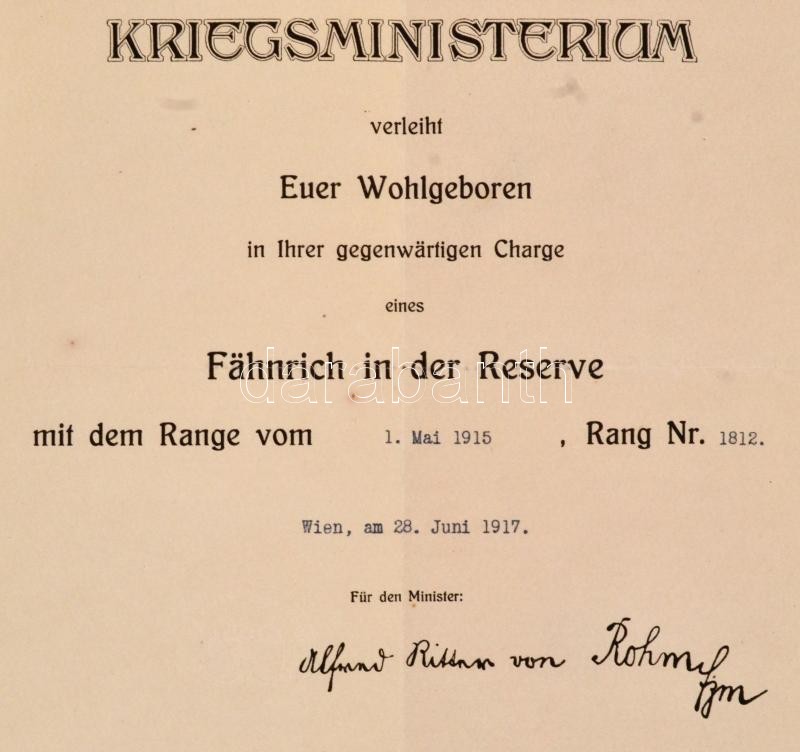 KRIEGSMINISTERIUM
verleiht
Euer Wohlgeboren
in Ihrer gegenwärtigen Charge
eines
Fähnrich in der Reserve
darabanth
mit dem Range vom 1. Mai 1915 , Rang Nr. 1812.
Wien, am 28. Juni 1917.
Für den Minister:
Alfred Ritter von